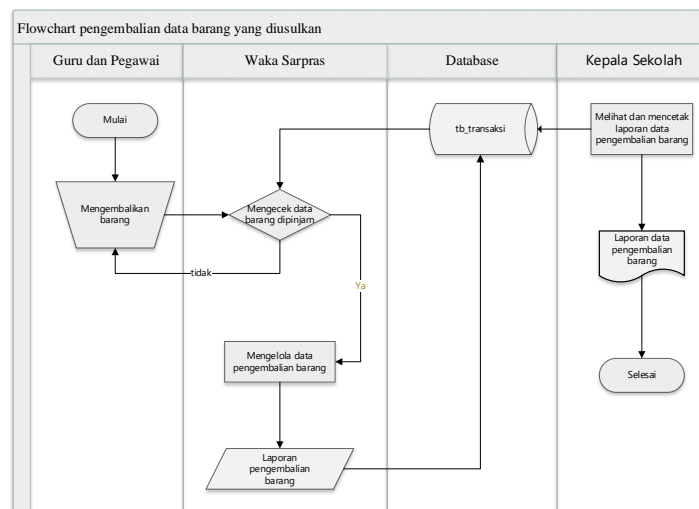 Flowchart pengembalian data barang yang diusulkan
Guru dan Pegawai
Waka Sarpras
Database
Kepala Sekolah
Mulai
Mengembalikan
barang
Mengecek data
barang dipinjam
tidak
Ya
Mengelola data
pengembalian barang
Laporan
pengembalian
barang
tb_transaksi
Melihat dan mencetak
laporan data
pengembalian barang
Laporan data
pengembalian
barang
Selesai